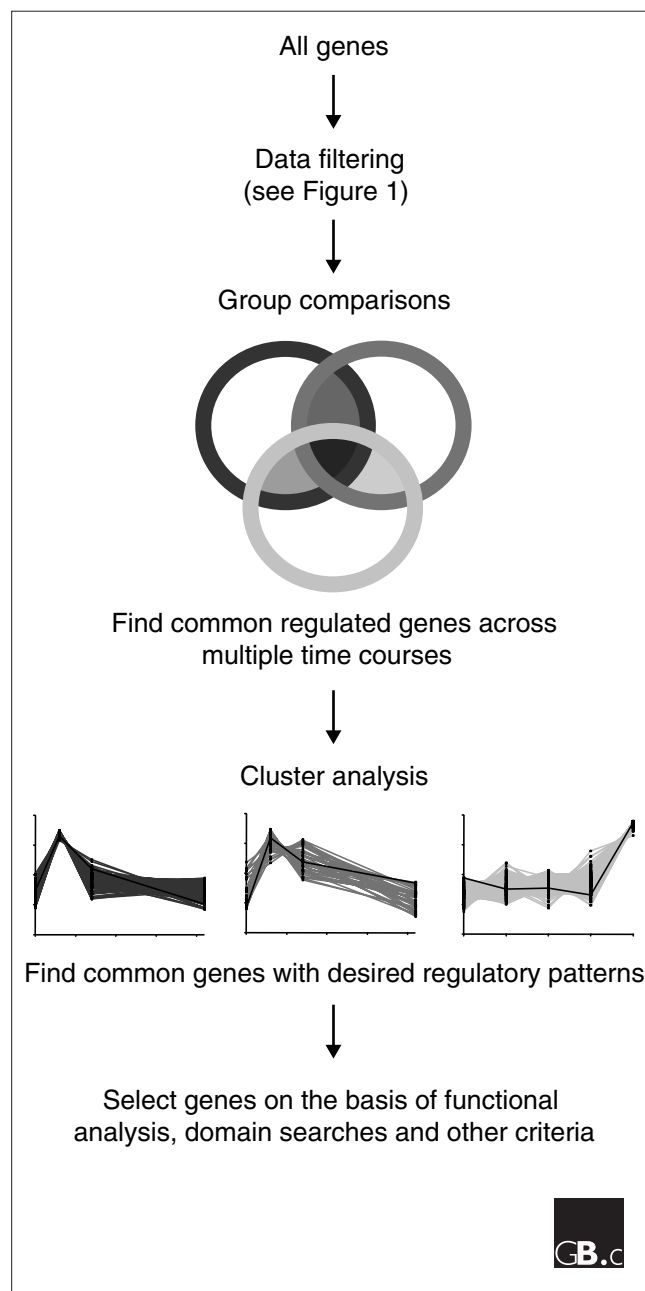 All genes
Data filtering
(see Figure 1)
Group comparisons
Find common regulated genes across
multiple time courses
Cluster analysis
Find common genes with desired regulatory patterns
Select genes on the basis of functional
analysis, domain searches and other criteria
GB.c